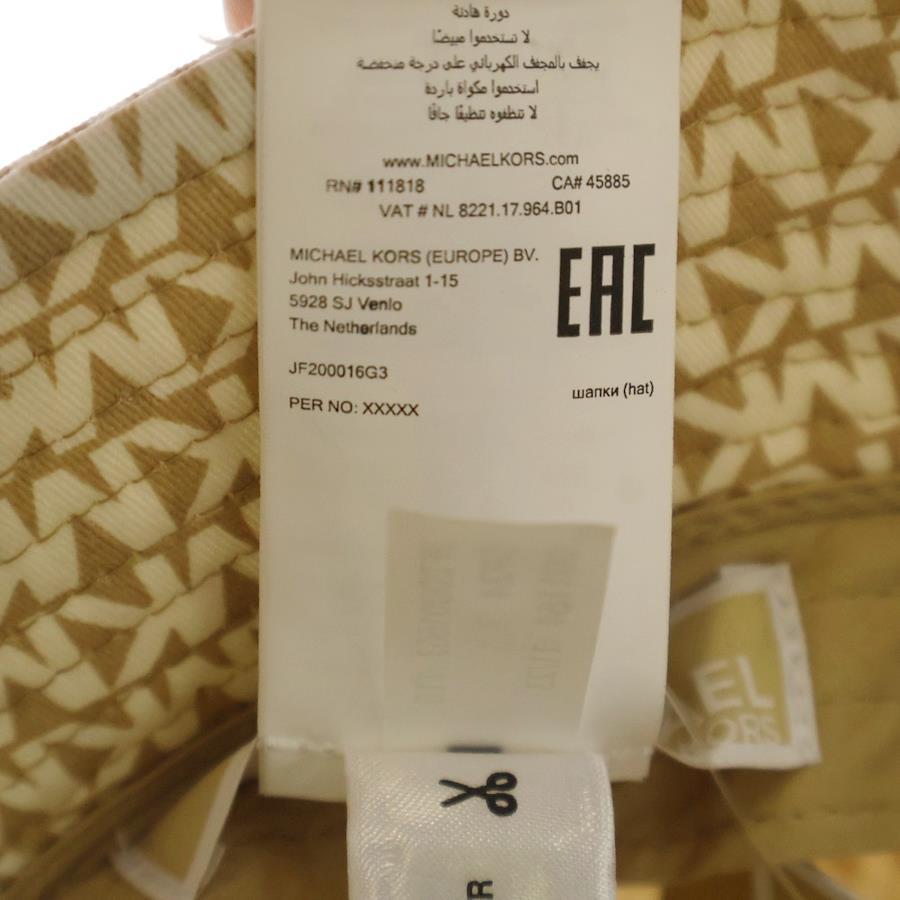 دورة هادئة
لا تستخدموا مبيضًا
يجفف بالمجفف الكهربائي على درجة منخفضة
استخدموا مكواة باردة
لا تنظفوه تنظيفًا جافًا
www.MICHAELKORS.com
RN# 111818 CA# 45885
VAT # NL 8221.17.964.B01
MICHAEL KORS (EUROPE) BV.
John Hicksstraat 1-15
5928 SJ Venlo
The Netherlands
EAC
JF200016G3
шапки (hat)
PER NO: XXXXX
EL
KORS
R